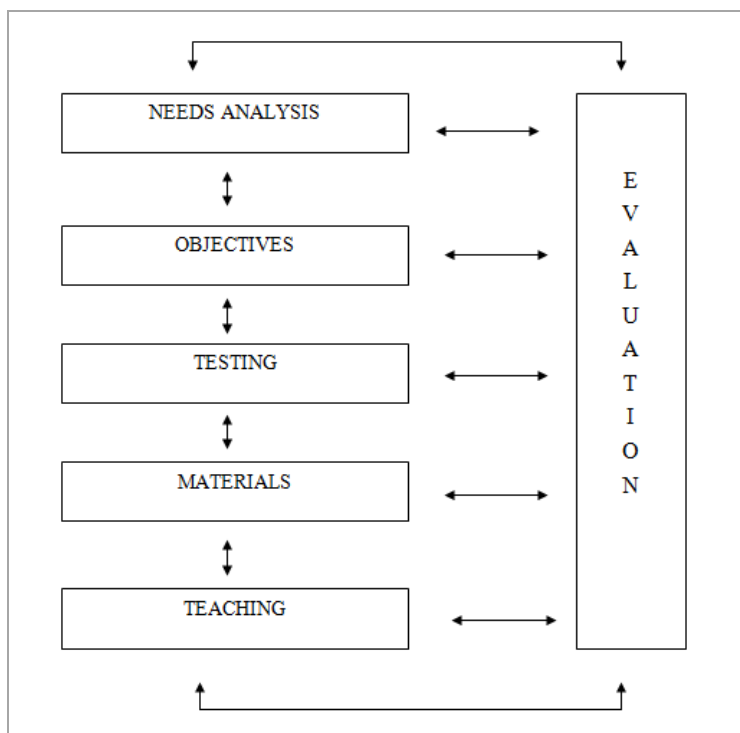 NEEDS ANALYSIS
OBJECTIVES
TESTING
MATERIALS
TEACHING
E
V
A
L
U
A
T
I
O
N